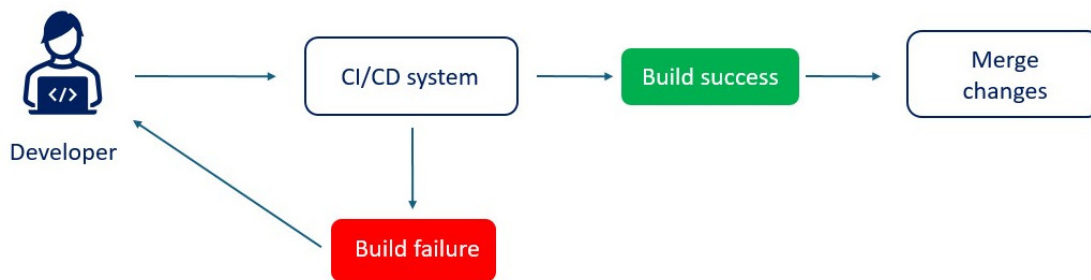 </>
Developer
CI/CD system
Build success
Merge
changes
Build failure